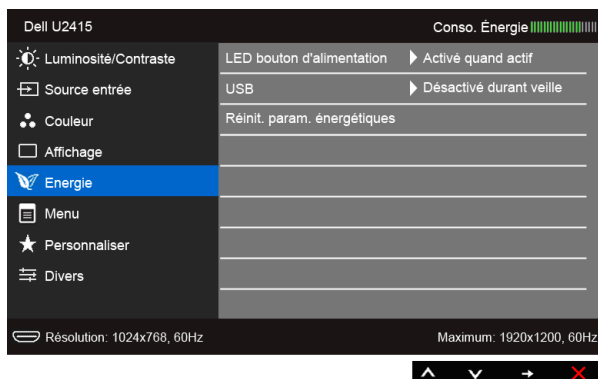 Dell U2415
Conso. Énergie
Luminosité/Contraste
LED bouton d'alimentation
Activé quand actif
Source entrée
USB
Désactivé durant veille
Couleur
Réinit. param. énergétiques
Affichage
Energie
Menu
Personnaliser
Divers
Résolution: 1024x768, 60Hz
Maximum: 1920x1200, 60Hz